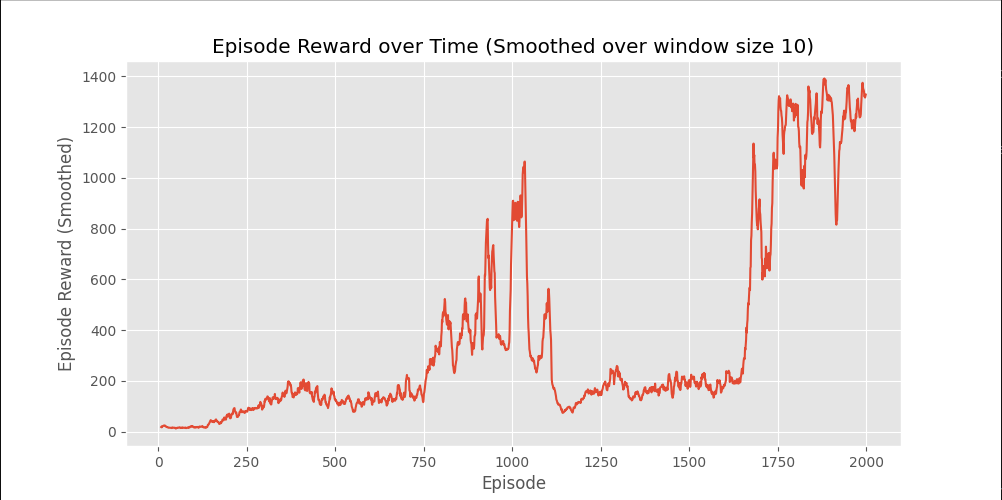 Episode Reward over Time (Smoothed over window size 10)
1400
1200
1000
800
600
400
200
0
Episode Reward (Smoothed)
0 250 500 750 1000 1250 1500 1750 2000
Episode